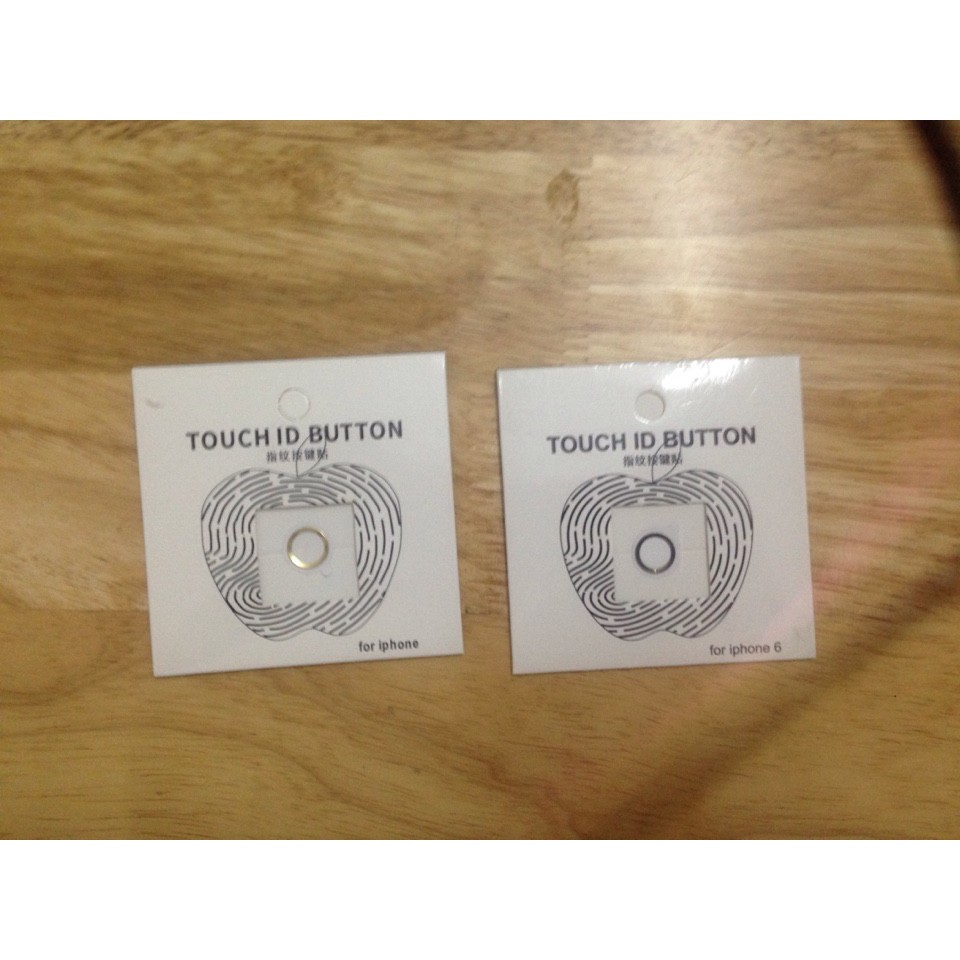 TOUCH ID BUTTON
指纹按键贴
for iphone
TOUCH ID BUTTON
指纹按键贴
for iphone 6